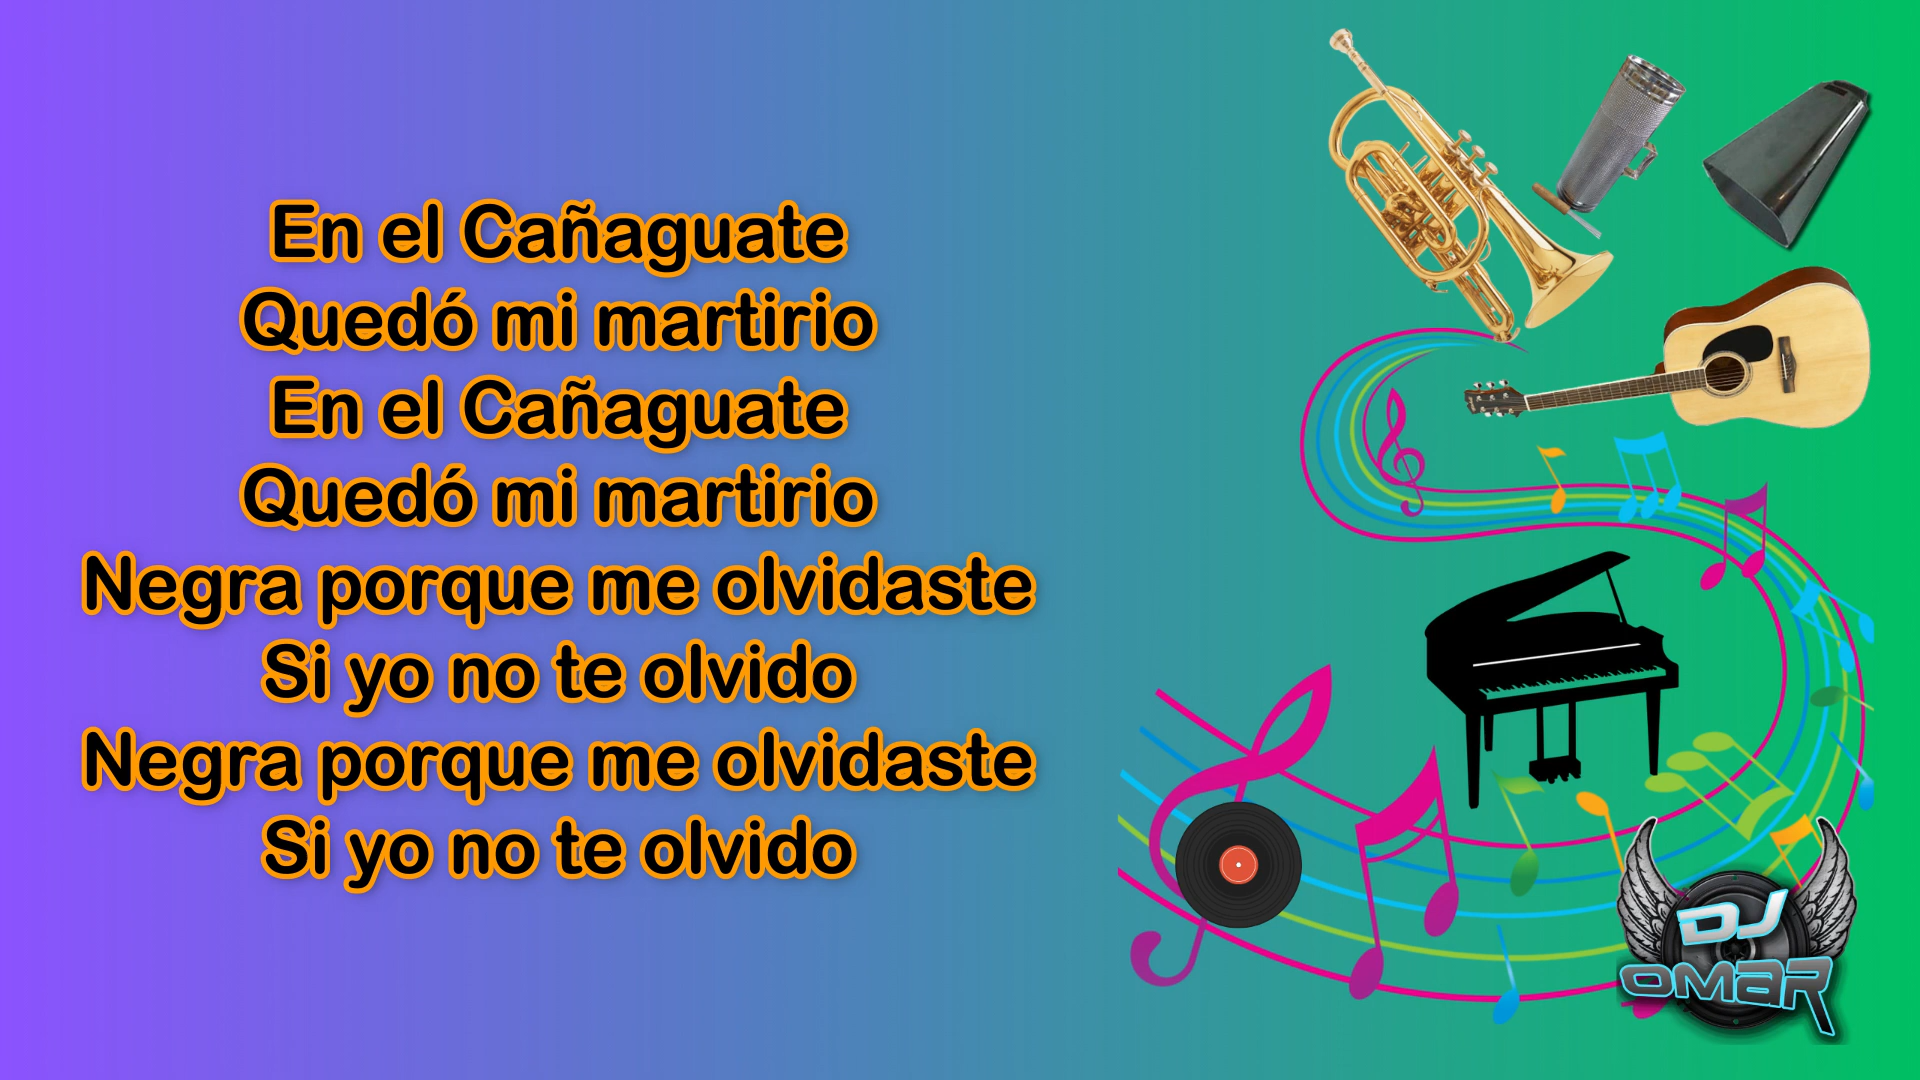 En el Cañaguate
Quedó mi martirio
En el Cañaguate
Quedó mi martirio
Negra porque me olvidaste
Si yo no te olvido
Negra porque me olvidaste
Si yo no te olvido
DJ
OMAR